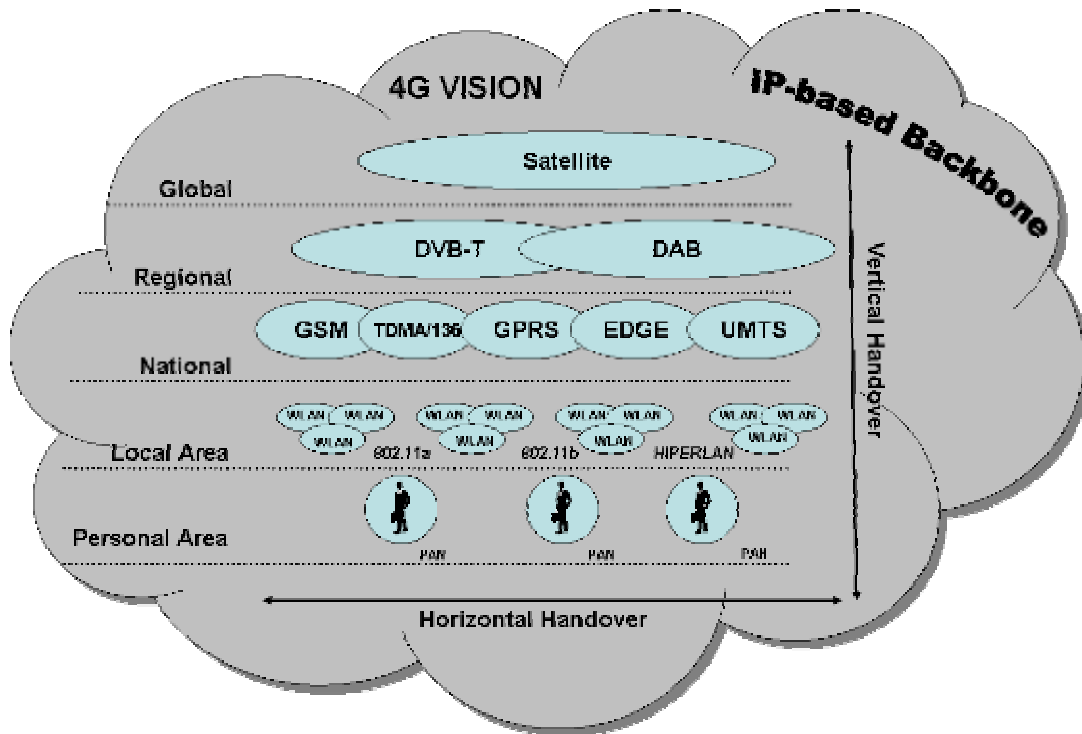 4G VISION
IP-based Backbone
Satellite
Global
DVB-T
DAB
Regional
GSM
TDMA/136
GPRS
EDGE
UMTS
National
Vertical Handover
WLAN
WLAN
WLAN
WLAN
WLAN
WLAN
WLAN
WLAN
WLAN
WLAN
WLAN
WLAN
Local Area
802.11a
802.11b
HIPERLAN
Personal Area
PAN
PAN
PAN
Horizontal Handover